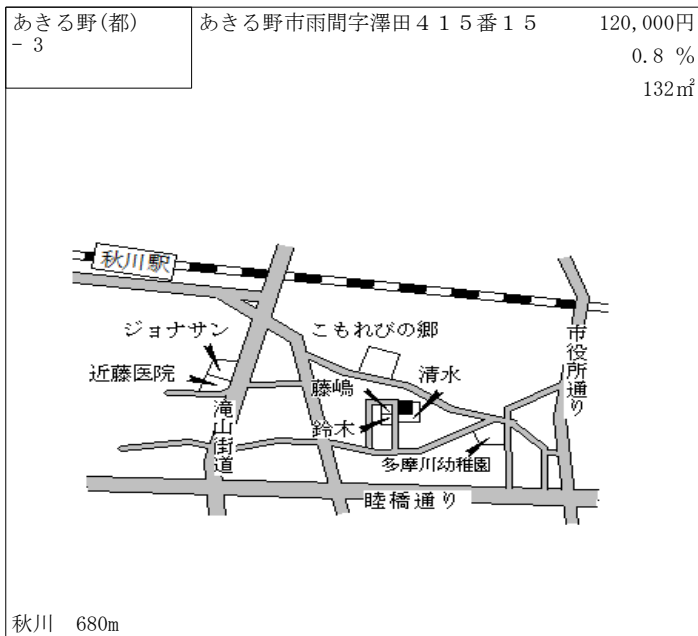 あきる野(都)
- 3
あきる野市雨間字澤田４１５番１５
120,000円
0.8 %
132㎡
秋川駅
ジョナサン
こもれびの郷
近藤医院
藤嶋
清水
鈴木
滝山街道
市役所通り
多摩川幼稚園
睦橋通り
秋川 680m